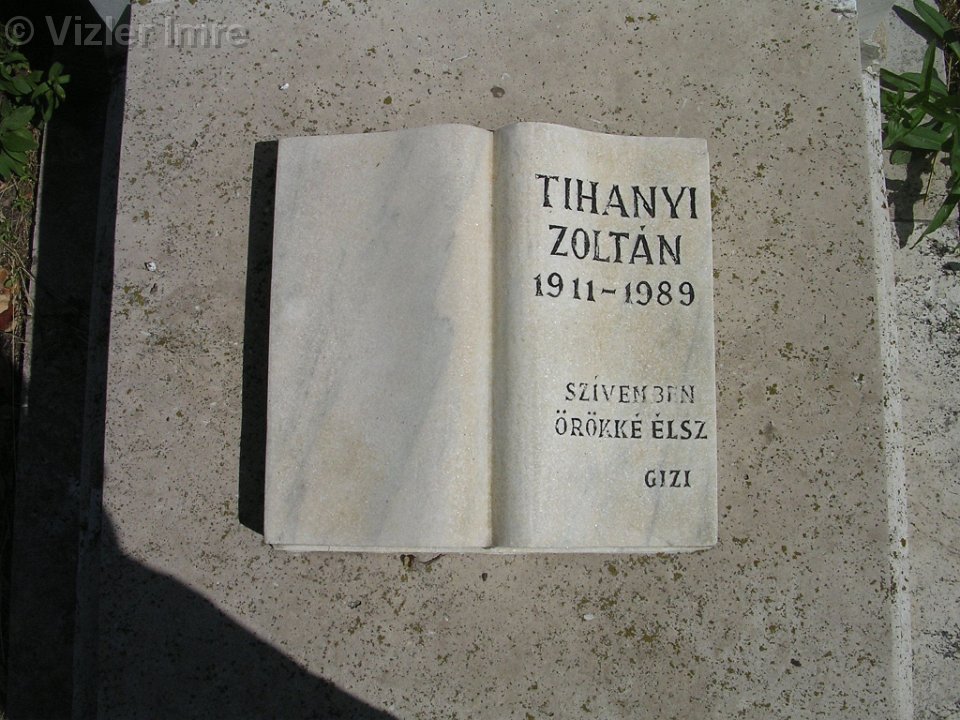 © Vizler Imre
TIHANYI
ZOLTÁN
1911-1989
SZÍVEMBEN
ÖRÖKKÉ ÉLSZ
GIZI